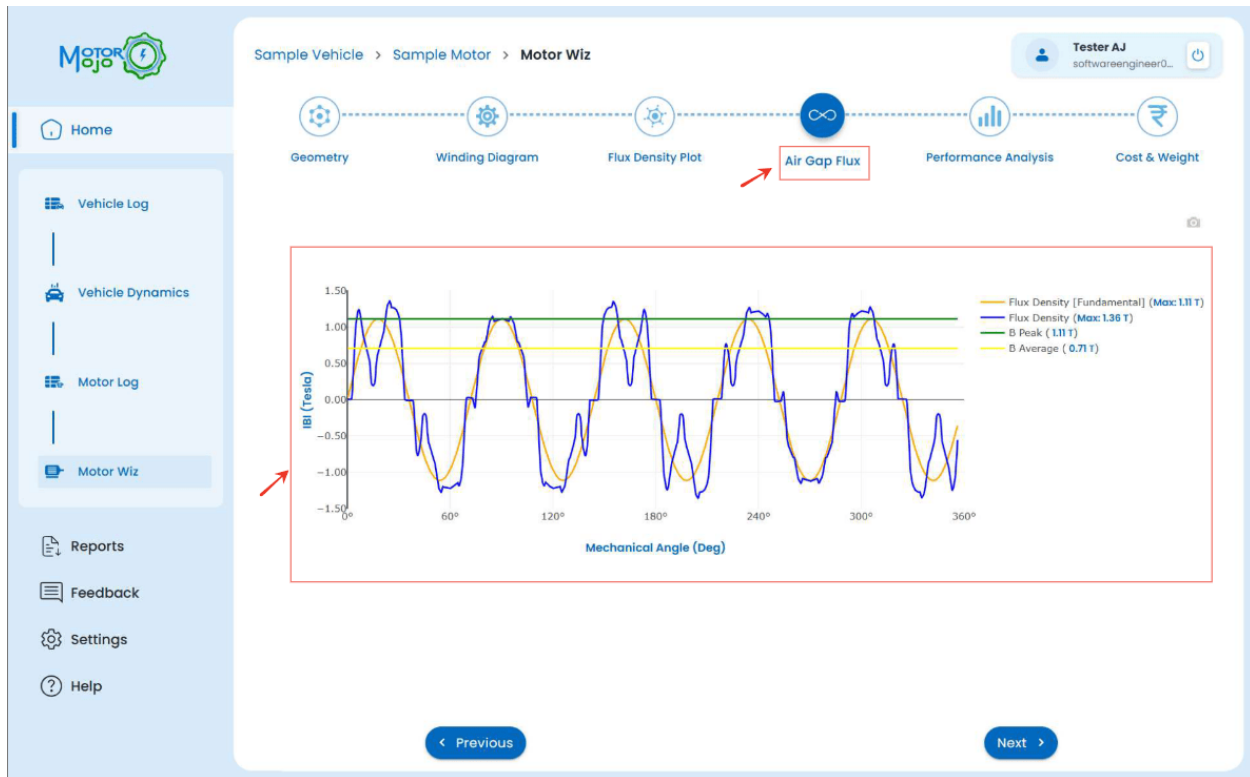 MOTOR
MOJO
Sample Vehicle > Sample Motor > Motor Wiz
Tester AJ
softwareengineer0...
Home
Vehicle Log
Vehicle Dynamics
Motor Log
Motor Wiz
Reports
Feedback
Settings
Help
Geometry
Winding Diagram
Flux Density Plot
Air Gap Flux
Performance Analysis
Cost & Weight
₹
IBI (Tesla)
1.50
1.00
0.50
0.00
−0.50
−1.00
−1.50
0°
60°
120°
180°
240°
300°
360°
Mechanical Angle (Deg)
Flux Density [Fundamental] (Max: 1.11 T)
Flux Density (Max: 1.36 T)
B Peak ( 1.11 T)
B Average ( 0.71 T)
< Previous
Next >